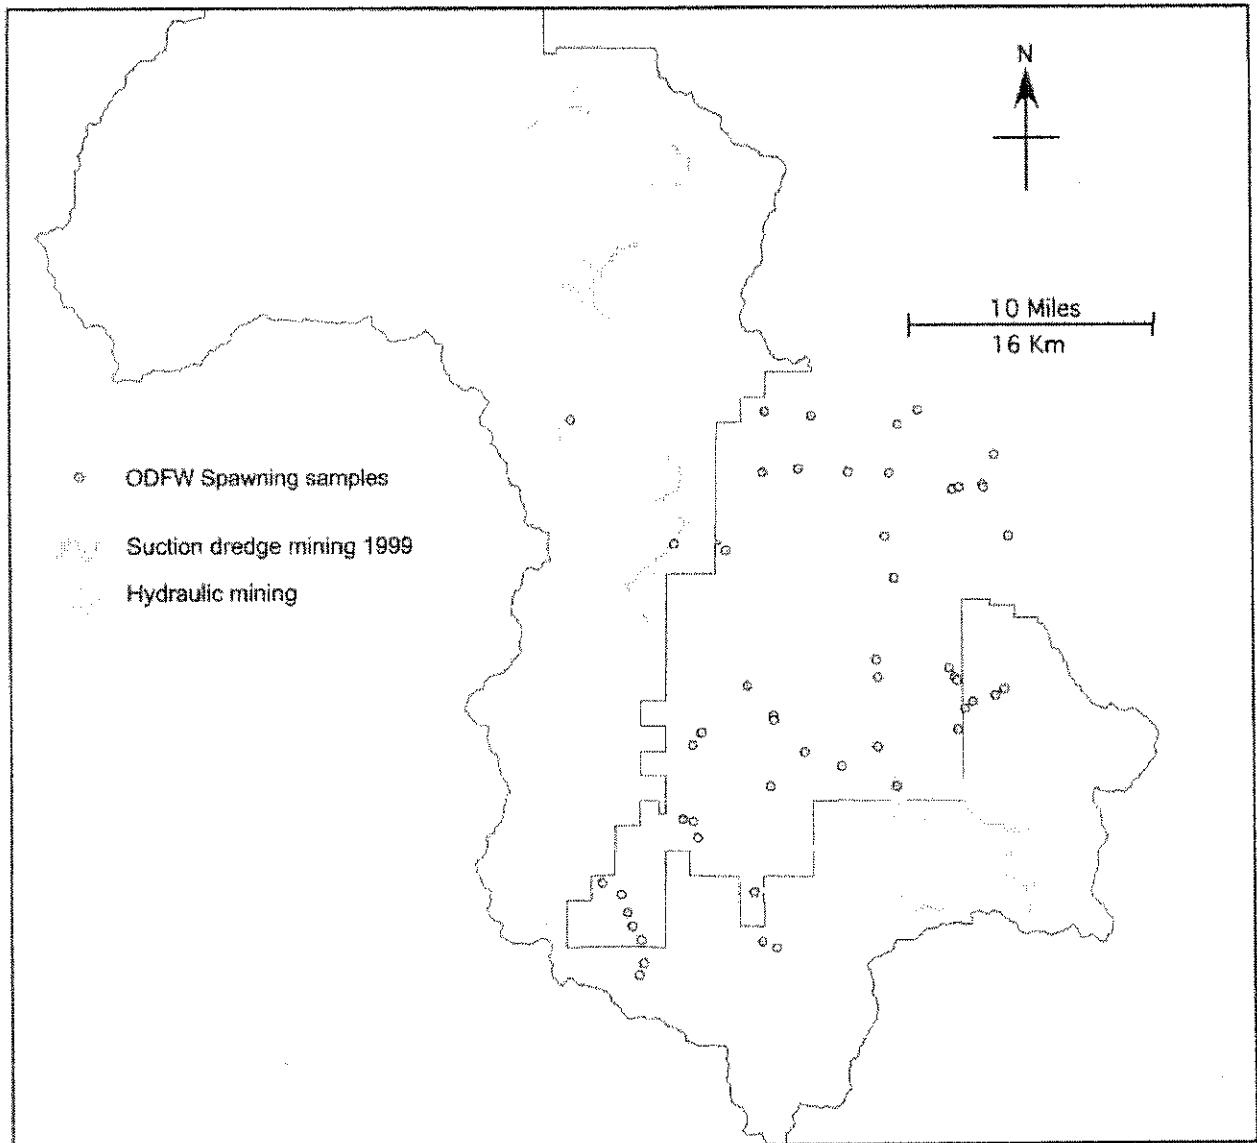 N
10 Miles
16 Km
ODFW Spawning samples
Suction dredge mining 1999
Hydraulic mining